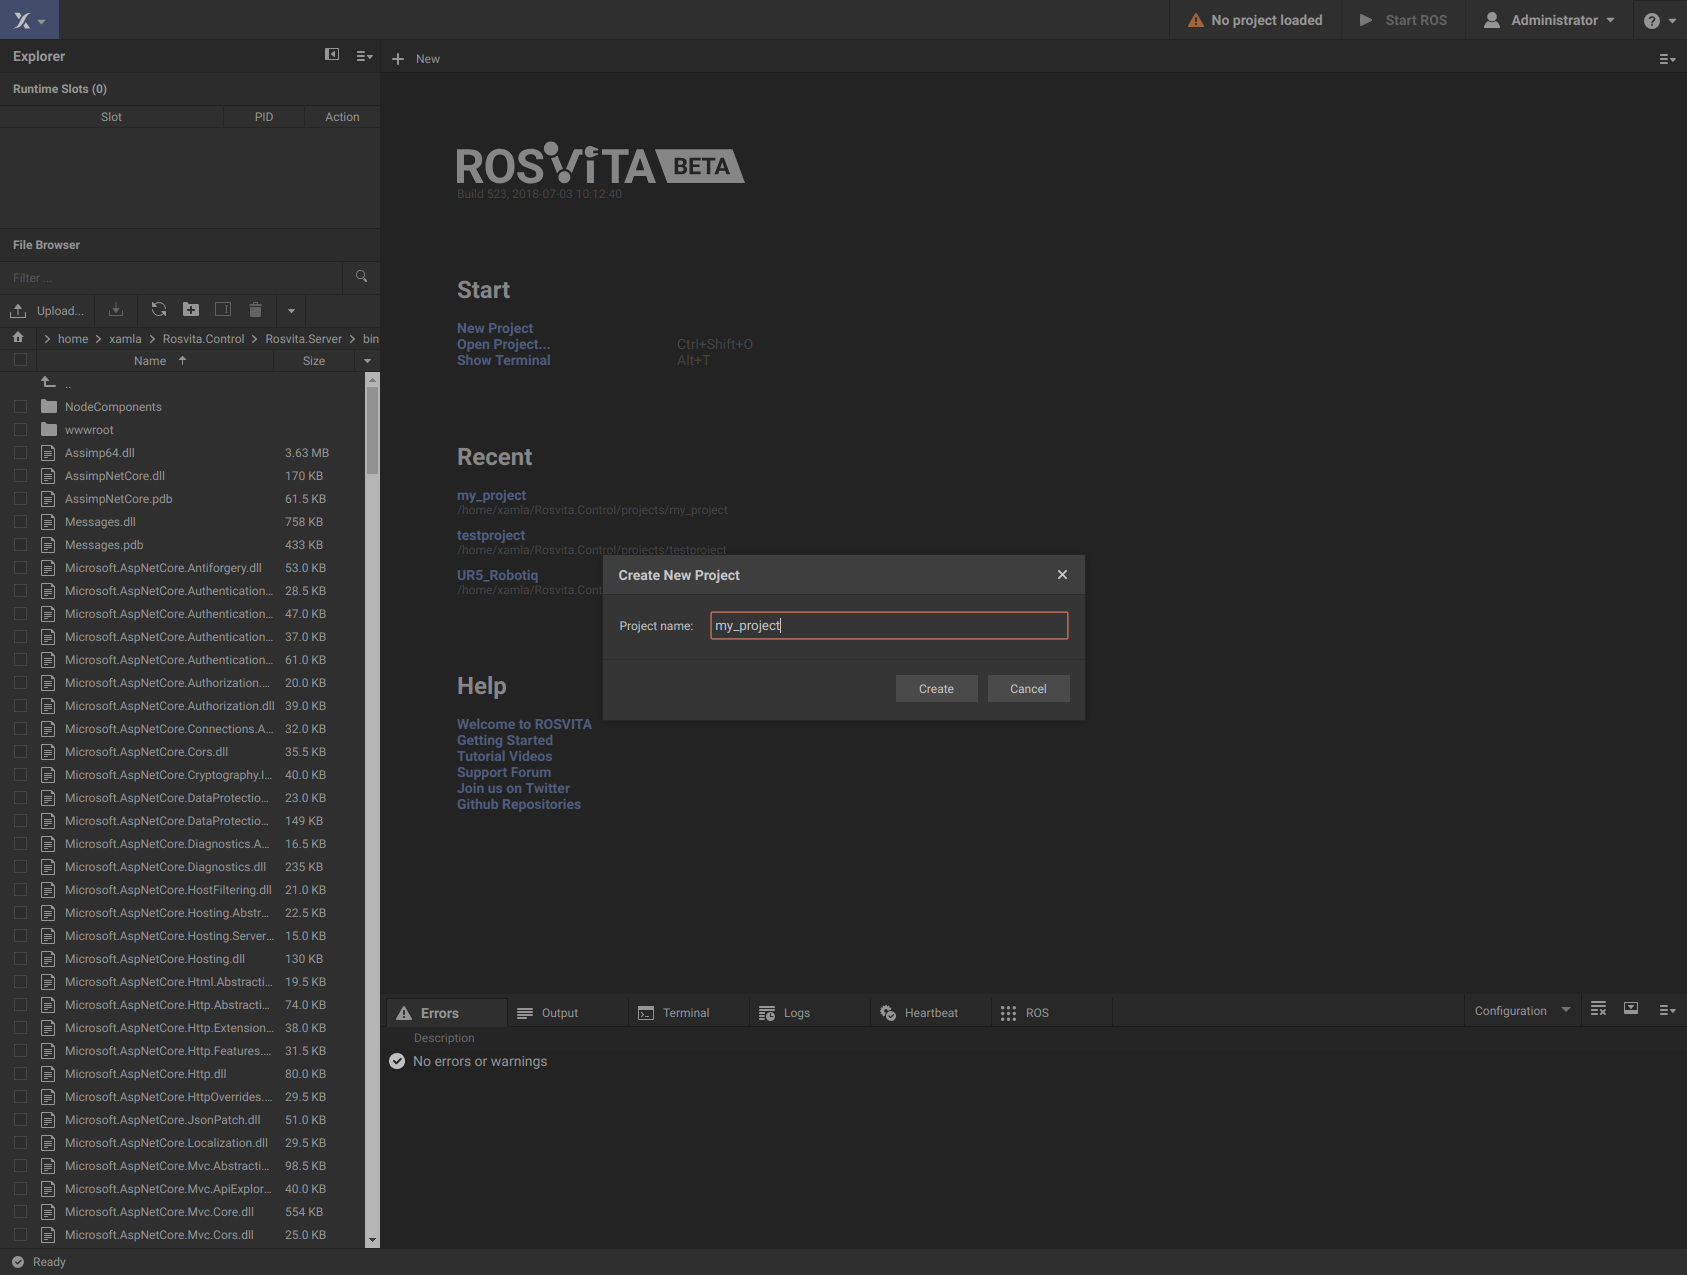 No project loaded
Start ROS
Administrator
Explorer
New
Runtime Slots (0)
Slot PID Action
ROSViTA BETA
Build 523, 2018-07-03 10:12:40
File Browser
Filter ...
Upload...
home xamla Rosvita.Control Rosvita.Server bin
Name Size
..
NodeComponents
wwwroot
Assimp64.dll 3.63 MB
AssimpNetCore.dll 170 KB
AssimpNetCore.pdb 61.5 KB
Messages.dll 758 KB
Messages.pdb 433 KB
Microsoft.AspNetCore.Antiforgery.dll 53.0 KB
Microsoft.AspNetCore.Authentication... 28.5 KB
Microsoft.AspNetCore.Authentication... 47.0 KB
Microsoft.AspNetCore.Authentication... 37.0 KB
Microsoft.AspNetCore.Authentication... 61.0 KB
Microsoft.AspNetCore.Authorization.... 20.0 KB
Microsoft.AspNetCore.Authorization.dll 39.0 KB
Microsoft.AspNetCore.Connections.A... 32.0 KB
Microsoft.AspNetCore.Cors.dll 35.5 KB
Microsoft.AspNetCore.Cryptography.I... 40.0 KB
Microsoft.AspNetCore.DataProtectio... 23.0 KB
Microsoft.AspNetCore.DataProtectio... 149 KB
Microsoft.AspNetCore.Diagnostics.A... 16.5 KB
Microsoft.AspNetCore.Diagnostics.dll 235 KB
Microsoft.AspNetCore.HostFiltering.dll 21.0 KB
Microsoft.AspNetCore.Hosting.Abstr... 22.5 KB
Microsoft.AspNetCore.Hosting.Server... 15.0 KB
Microsoft.AspNetCore.Hosting.dll 130 KB
Microsoft.AspNetCore.Html.Abstracti... 19.5 KB
Microsoft.AspNetCore.Http.Abstracti... 74.0 KB
Microsoft.AspNetCore.Http.Extension... 38.0 KB
Microsoft.AspNetCore.Http.Features.... 31.5 KB
Microsoft.AspNetCore.Http.dll 80.0 KB
Microsoft.AspNetCore.HttpOverrides.... 29.5 KB
Microsoft.AspNetCore.JsonPatch.dll 51.0 KB
Microsoft.AspNetCore.Localization.dll 29.5 KB
Microsoft.AspNetCore.Mvc.Abstracti... 98.5 KB
Microsoft.AspNetCore.Mvc.ApiExplor... 40.0 KB
Microsoft.AspNetCore.Mvc.Core.dll 554 KB
Microsoft.AspNetCore.Mvc.Cors.dll 25.0 KB
Start
New Project
Open Project... Ctrl+Shift+O
Show Terminal Alt+T
Recent
my_project
/home/xamla/Rosvita.Control/projects/my_project
testproject
/home/xamla/Rosvita.Control/projects/testproject
UR5_Robotiq
/home/xamla/Rosvita.Cont
Create New Project
Project name: my_project
Create Cancel
Help
Welcome to ROSVITA
Getting Started
Tutorial Videos
Support Forum
Join us on Twitter
Github Repositories
Errors Output Terminal Logs Heartbeat ROS Configuration
Description
No errors or warnings
Ready